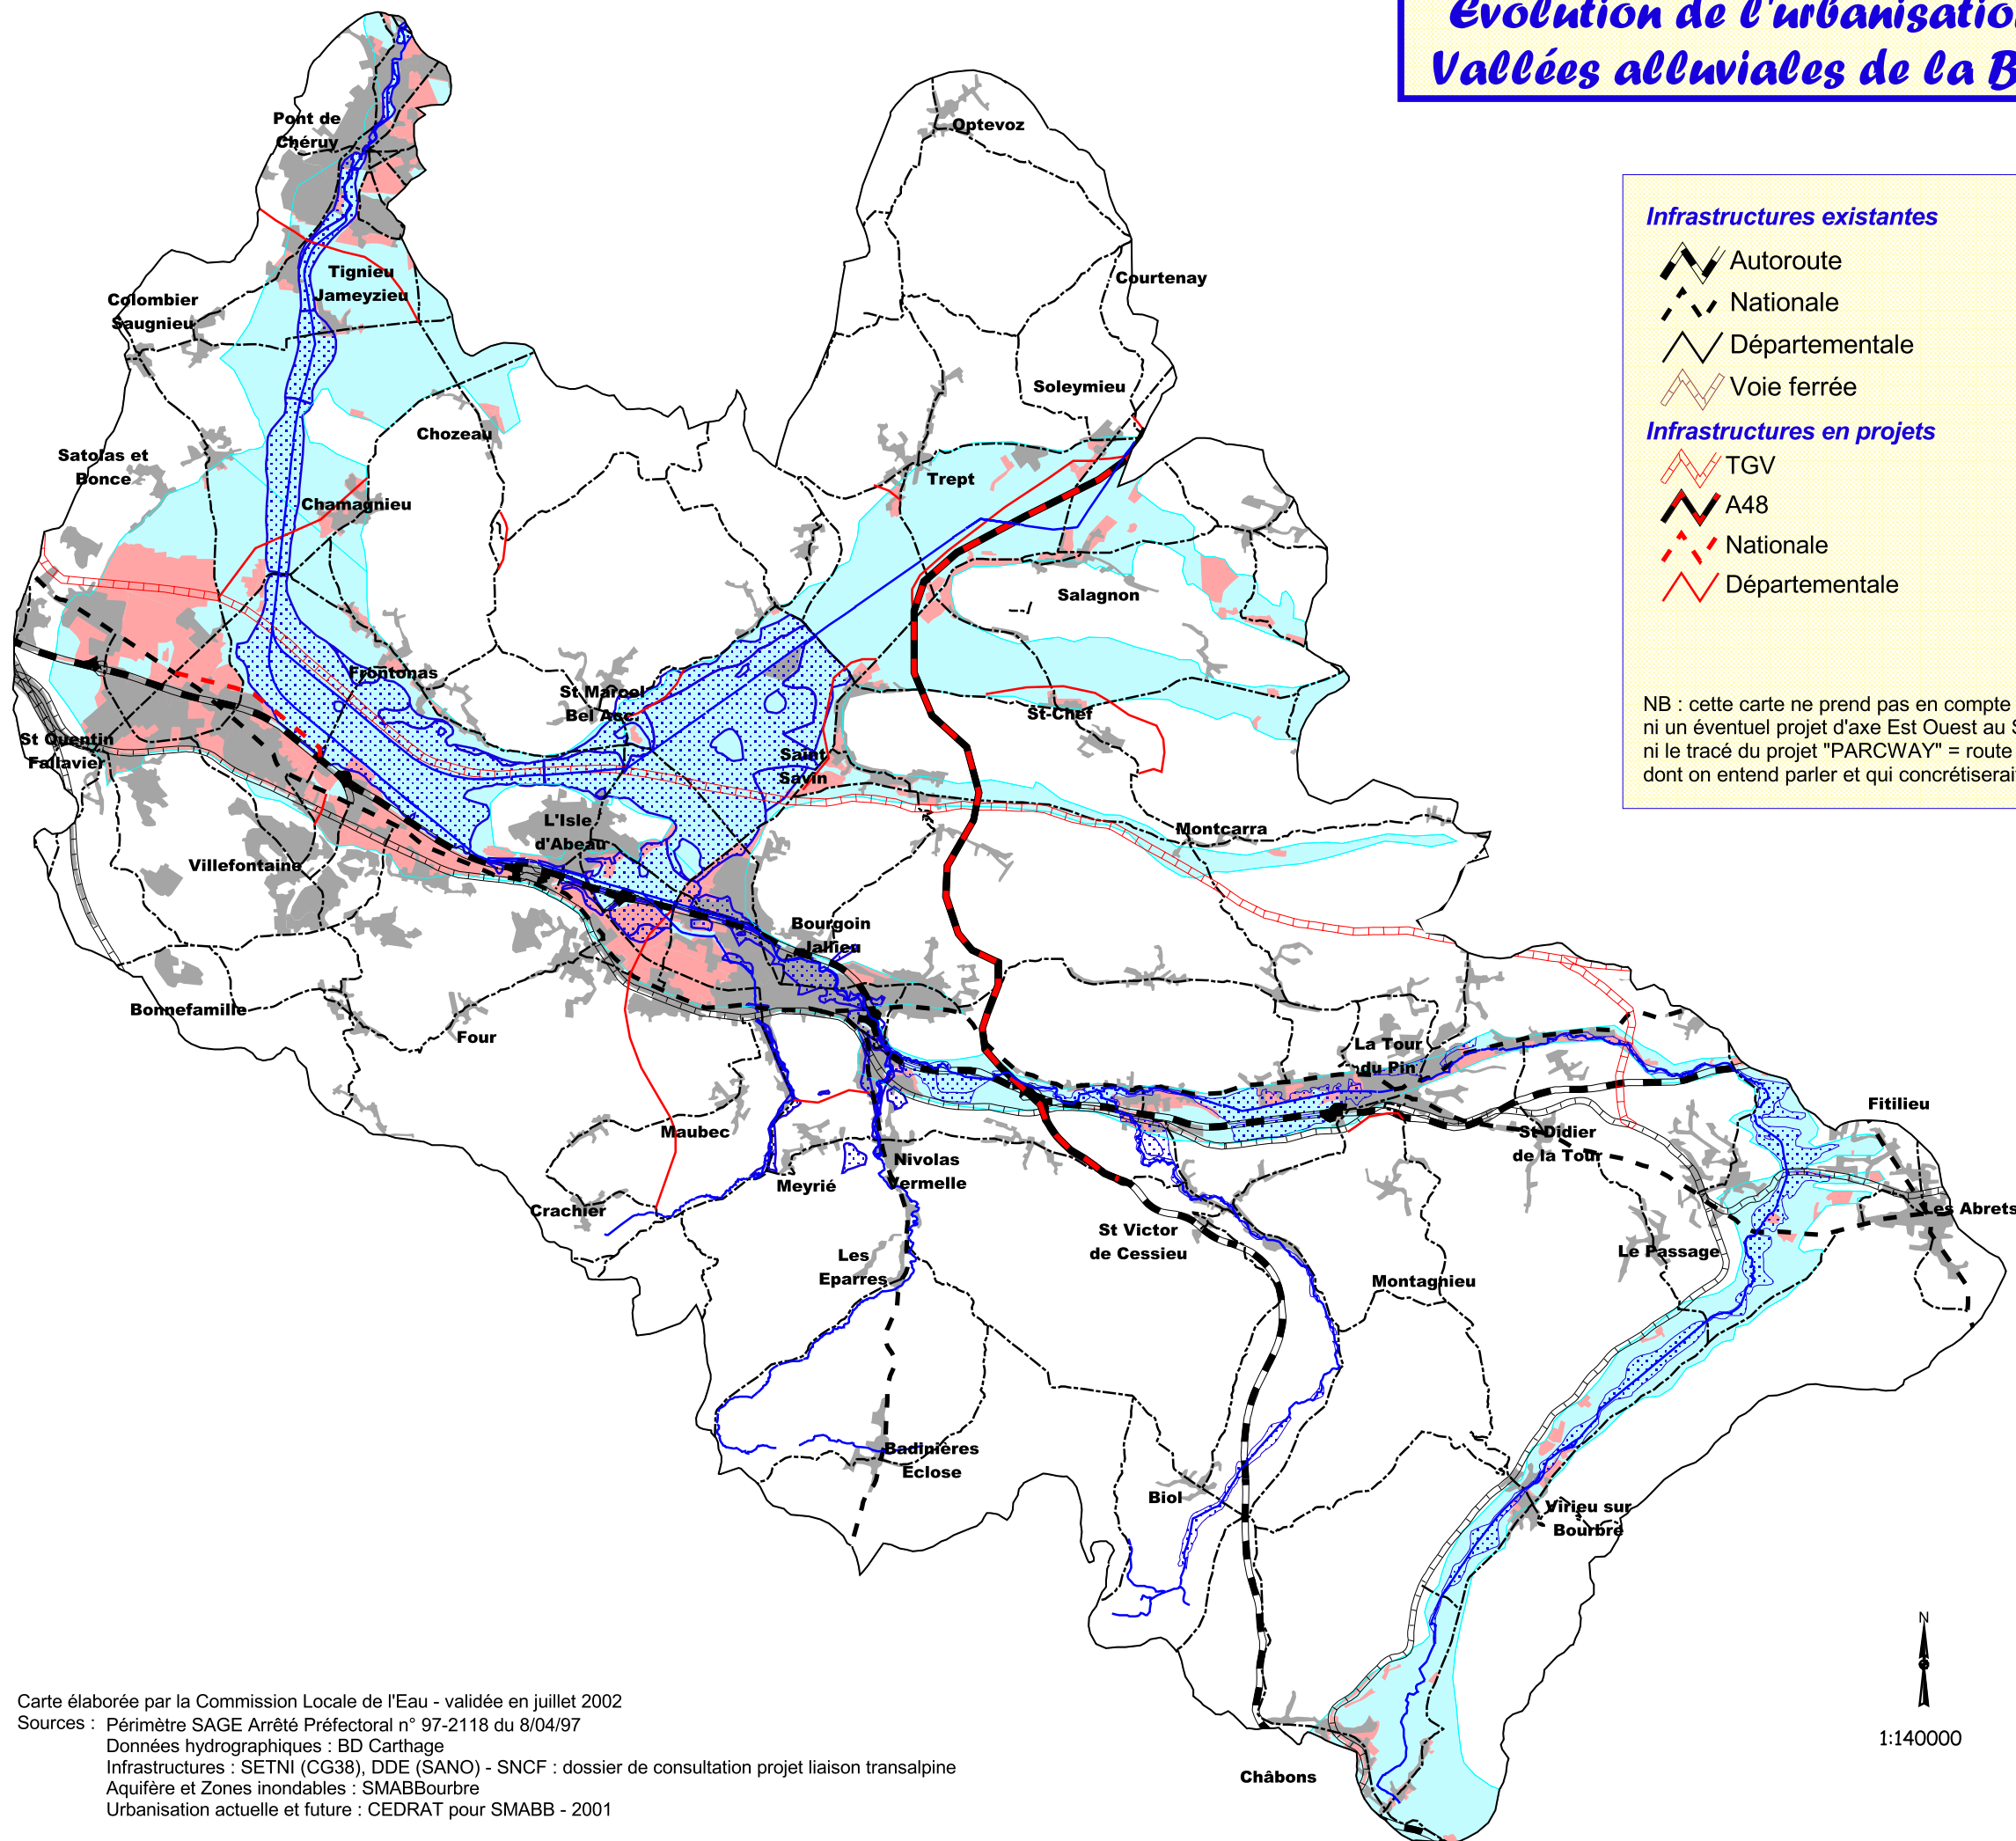 Evolution de l'urbanisation
Vallées alluviales de la B
Infrastructures existantes
Autoroute
Nationale
Départementale
Voie ferrée
Infrastructures en projets
TGV
A48
Nationale
Départementale
NB : cette carte ne prend pas en compte
ni un éventuel projet d'axe Est Ouest au S
ni le tracé du projet "PARCWAY" = route
dont on entend parler et qui concrétiserai
Pont de
Chéruy
Optevoz
Tignieu
Jameyzieu
Courtenay
Colombier
Saugnieu
Soleymieu
Chozeau
Satolas et
Bonce
Trept
Chamagnieu
Salagnon
Frontonas
St Marcel
Bel Acc.
St-Chef
St Quentin
Fallavier
Saint
Savin
L'Isle
d'Abeau
Montcarra
Villefontaine
Bourgoin
Jallieu
Bonnefamille
Four
La Tour
du Pin
Fitilieu
Maubec
St Didier
de la Tour
Nivolas
Vermelle
Meyrié
Crachier
Les Abrets
St Victor
de Cessieu
Le Passage
Les
Eparres
Montagnieu
Badinières
Eclose
Biol
Virieu sur
Bourbre
Châbons
N
1:140000
Carte élaborée par la Commission Locale de l'Eau - validée en juillet 2002
Sources : Périmètre SAGE Arrêté Préfectoral n° 97-2118 du 8/04/97
Données hydrographiques : BD Carthage
Infrastructures : SETNI (CG38), DDE (SANO) - SNCF : dossier de consultation projet liaison transalpine
Aquifère et Zones inondables : SMABBourbre
Urbanisation actuelle et future : CEDRAT pour SMABB - 2001